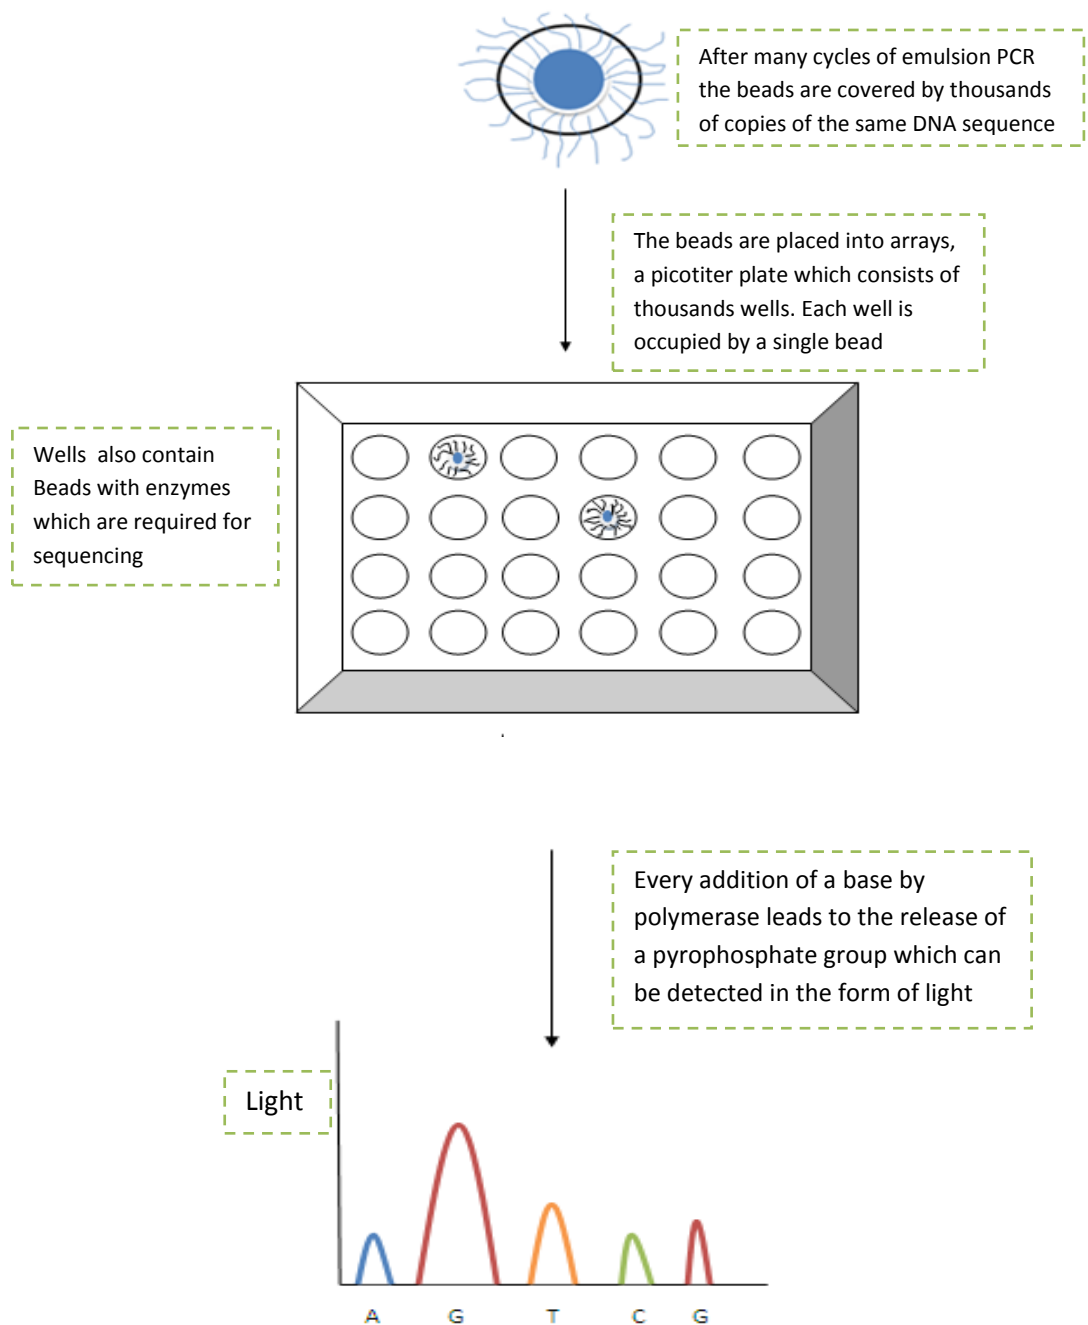 After many cycles of emulsion PCR
the beads are covered by thousands
of copies of the same DNA sequence
The beads are placed into arrays,
a picotiter plate which consists of
thousands wells. Each well is
occupied by a single bead
Wells also contain
Beads with enzymes
which are required for
sequencing
Every addition of a base by
polymerase leads to the release of
a pyrophosphate group which can
be detected in the form of light
Light
A G T C G